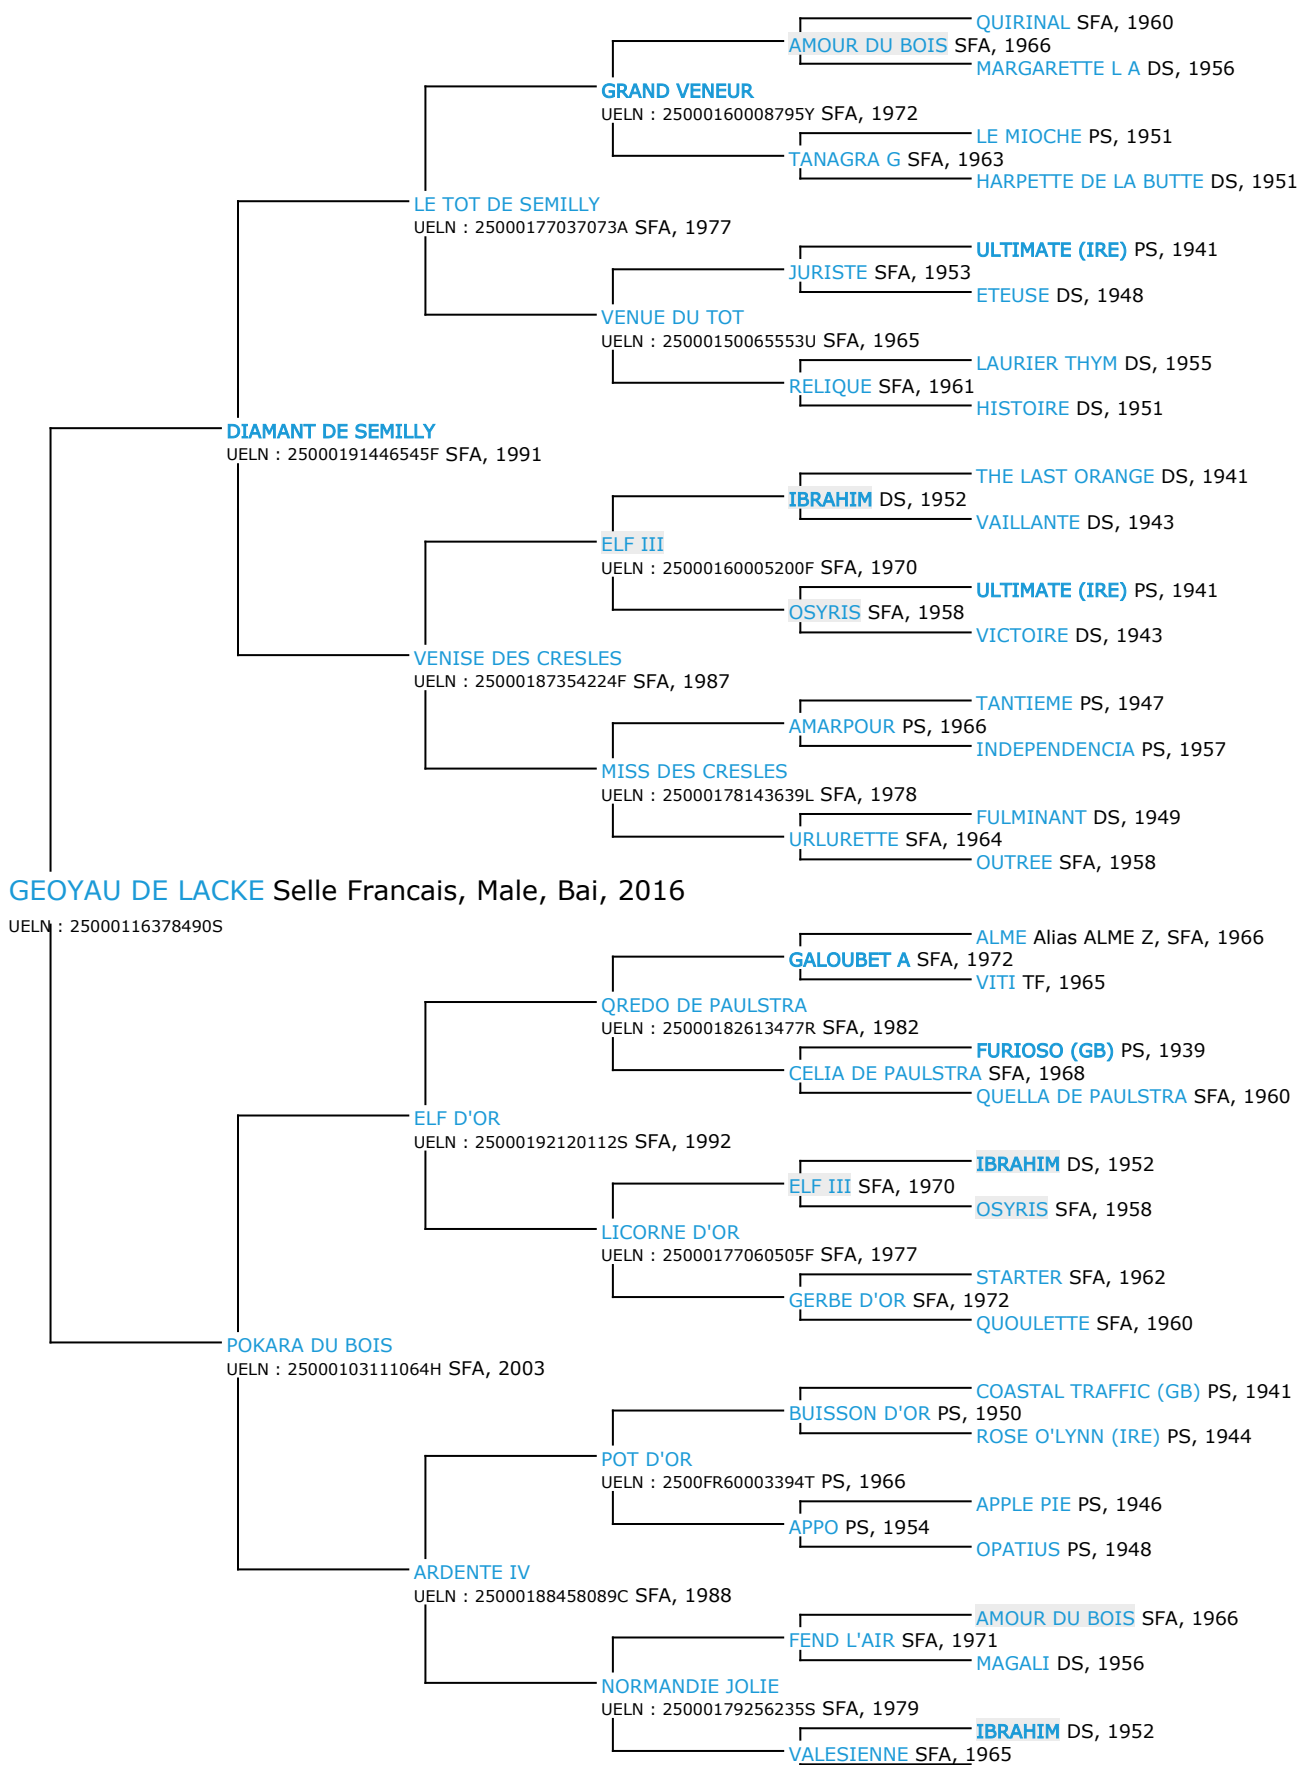 QUIRINAL SFA, 1960
AMOUR DU BOIS SFA, 1966
MARGARETTE L A DS, 1956
GRAND VENEUR
UELN : 25000160008795Y SFA, 1972
LE MIOCHE PS, 1951
TANAGRA G SFA, 1963
HARPETTE DE LA BUTTE DS, 1951
LE TOT DE SEMILLY
UELN : 25000177037073A SFA, 1977
ULTIMATE (IRE) PS, 1941
JURISTE SFA, 1953
ETEUSE DS, 1948
VENUE DU TOT
UELN : 25000150065553U SFA, 1965
LAURIER THYM DS, 1955
RELIQUE SFA, 1961
HISTOIRE DS, 1951
DIAMANT DE SEMILLY
UELN : 25000191446545F SFA, 1991
THE LAST ORANGE DS, 1941
IBRAHIM DS, 1952
VAILLANTE DS, 1943
ELF III
UELN : 25000160005200F SFA, 1970
ULTIMATE (IRE) PS, 1941
OSYRIS SFA, 1958
VICTOIRE DS, 1943
VENISE DES CRESLES
UELN : 25000187354224F SFA, 1987
TANTIEME PS, 1947
AMARPOUR PS, 1966
INDEPENDENCIA PS, 1957
MISS DES CRESLES
UELN : 25000178143639L SFA, 1978
FULMINANT DS, 1949
URLURETTE SFA, 1964
OUTREE SFA, 1958
GEOYAU DE LACKE Selle Francais, Male, Bai, 2016
UELN : 25000116378490S
ALME Alias ALME Z, SFA, 1966
GALOUBET A SFA, 1972
VITI TF, 1965
QREDO DE PAULSTRA
UELN : 25000182613477R SFA, 1982
FURIOSO (GB) PS, 1939
CELIA DE PAULSTRA SFA, 1968
QUELLA DE PAULSTRA SFA, 1960
ELF D'OR
UELN : 25000192120112S SFA, 1992
IBRAHIM DS, 1952
ELF III SFA, 1970
OSYRIS SFA, 1958
LICORNE D'OR
UELN : 25000177060505F SFA, 1977
STARTER SFA, 1962
GERBE D'OR SFA, 1972
QUOULETTE SFA, 1960
POKARA DU BOIS
UELN : 25000103111064H SFA, 2003
COASTAL TRAFFIC (GB) PS, 1941
BUISSON D'OR PS, 1950
ROSE O'LYNN (IRE) PS, 1944
POT D'OR
UELN : 2500FR60003394T PS, 1966
APPLE PIE PS, 1946
APPO PS, 1954
OPATIUS PS, 1948
ARDENTE IV
UELN : 25000188458089C SFA, 1988
AMOUR DU BOIS SFA, 1966
FEND L'AIR SFA, 1971
MAGALI DS, 1956
NORMANDIE JOLIE
UELN : 25000179256235S SFA, 1979
IBRAHIM DS, 1952
VALESIENNE SFA, 1965